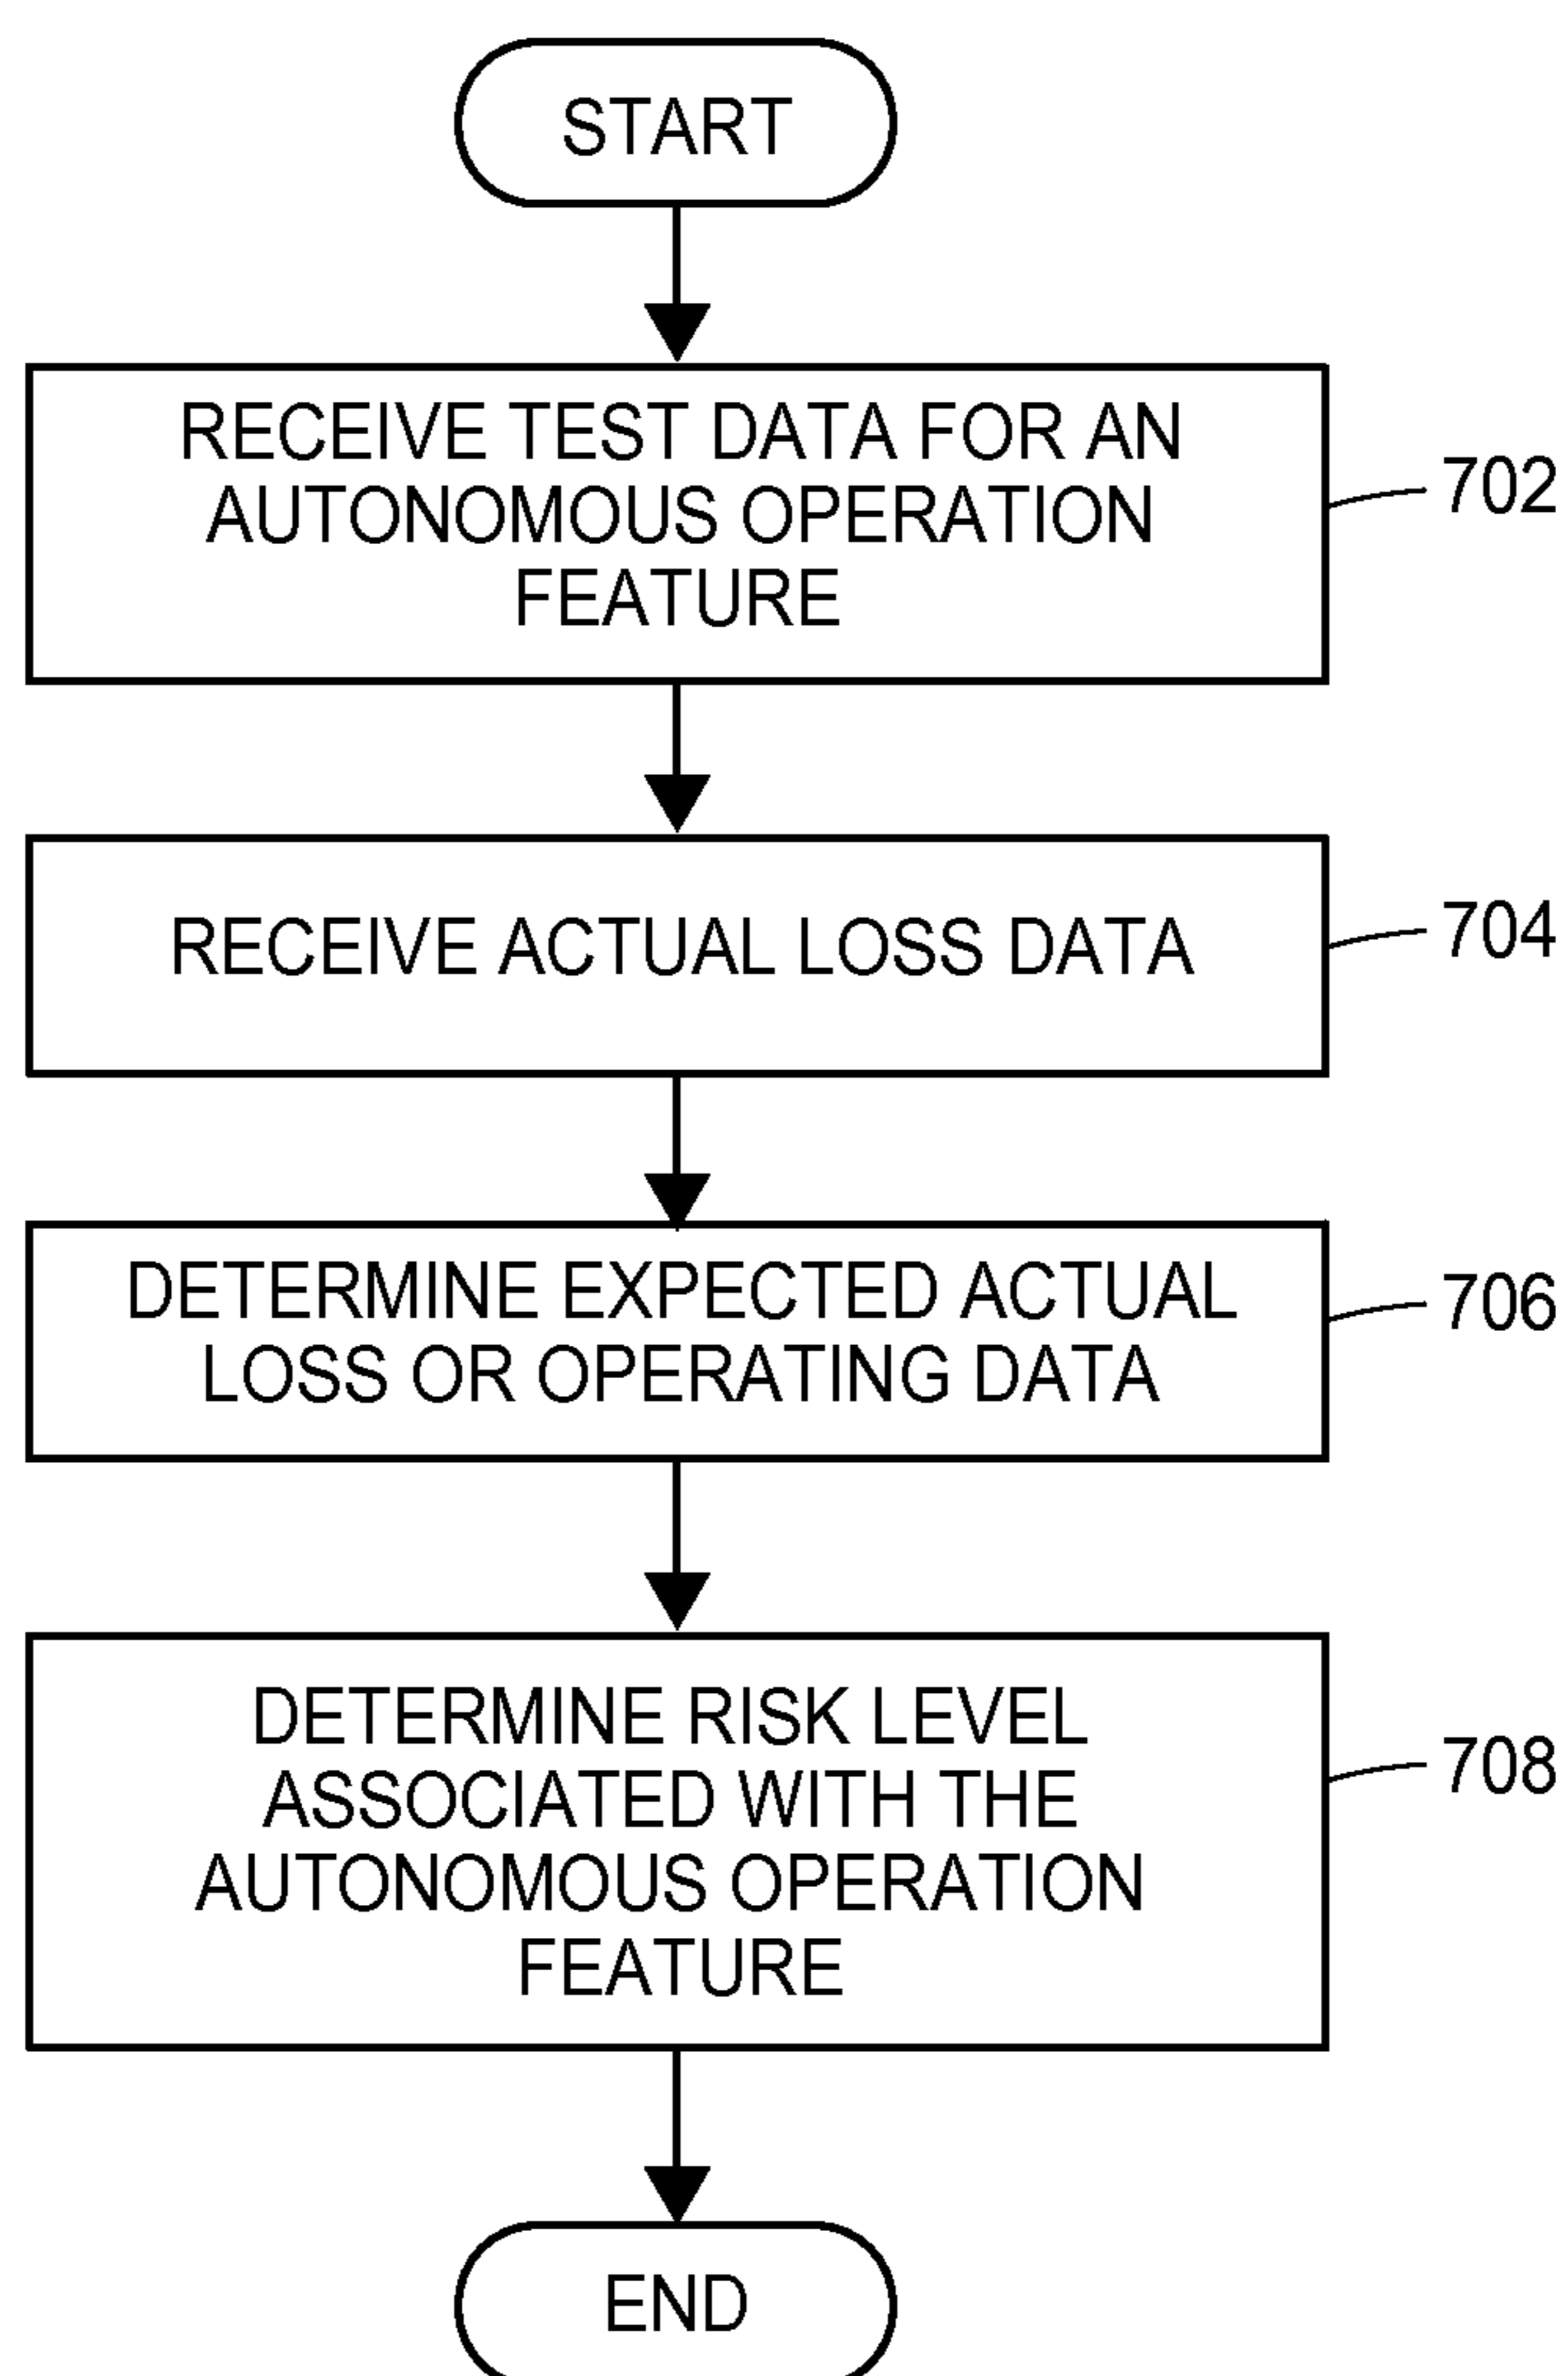 START
RECEIVE TEST DATA FOR AN
AUTONOMOUS OPERATION
FEATURE
702
RECEIVE ACTUAL LOSS DATA
704
DETERMINE EXPECTED ACTUAL
LOSS OR OPERATING DATA
706
DETERMINE RISK LEVEL
ASSOCIATED WITH THE
AUTONOMOUS OPERATION
FEATURE
708
END